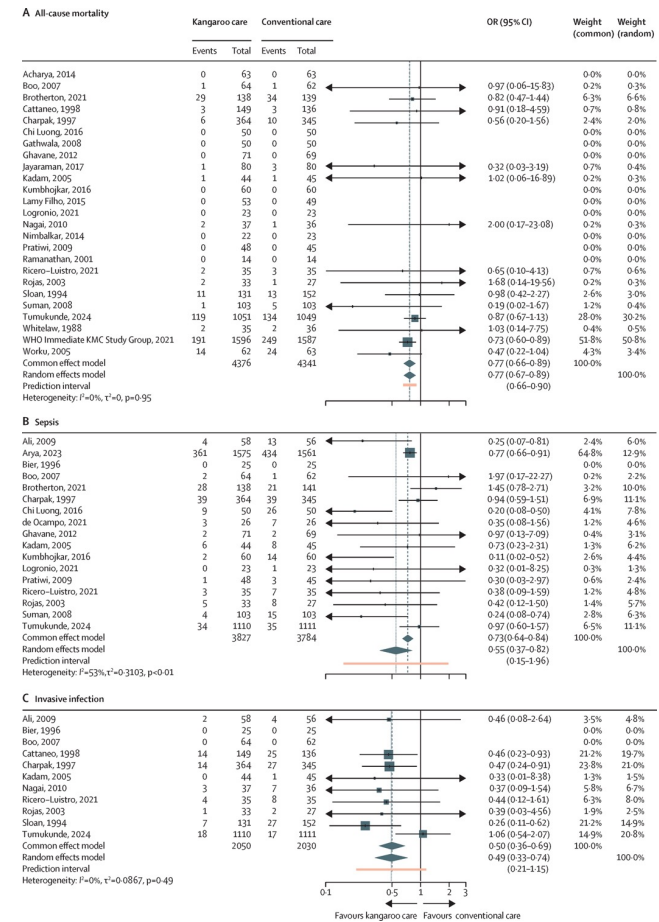 A All-cause mortality
Kangaroo care Conventional care OR (95% CI) Weight (common) Weight (random)
Events Total Events Total
Acharya, 2014 0 63 0 63 0·0% 0·0%
Boo, 2007 1 64 1 62 0·97 (0·06–15·83) 0·2% 0·3%
Brotherton, 2021 29 138 34 139 0·82 (0·47–1·44) 6·3% 6·6%
Cattaneo, 1998 3 149 3 136 0·91 (0·18–4·59) 0·7% 0·8%
Charpak, 1997 6 364 10 345 0·56 (0·20–1·56) 2·4% 2·0%
Chi Luong, 2016 0 50 0 50 0·0% 0·0%
Gathwala, 2008 0 50 0 50 0·0% 0·0%
Ghavane, 2012 0 71 0 69 0·0% 0·0%
Jayaraman, 2017 1 80 3 80 0·32 (0·03–3·19) 0·7% 0·4%
Kadam, 2005 1 44 1 45 1·02 (0·06–16·89) 0·2% 0·3%
Kumbhojkar, 2016 0 60 0 60 0·0% 0·0%
Lamy Filho, 2015 0 53 0 49 0·0% 0·0%
Logronio, 2021 0 23 0 23 0·0% 0·0%
Nagai, 2010 2 37 1 36 2·00 (0·17–23·08) 0·2% 0·3%
Nimbalkar, 2014 0 22 0 23 0·0% 0·0%
Pratiwi, 2009 0 48 0 45 0·0% 0·0%
Ramanathan, 2001 0 14 0 14 0·0% 0·0%
Ricero–Luistro, 2021 2 35 3 35 0·65 (0·10–4·13) 0·7% 0·6%
Rojas, 2003 2 33 1 27 1·68 (0·14–19·56) 0·2% 0·3%
Sloan, 1994 11 131 13 152 0·98 (0·42–2·27) 2·6% 3·0%
Suman, 2008 1 103 5 103 0·19 (0·02–1·67) 1·2% 0·4%
Tumukunde, 2024 119 1051 134 1049 0·87 (0·67–1·13) 28·0% 30·2%
Whitelaw, 1988 2 35 2 36 1·03 (0·14–7·75) 0·4% 0·5%
WHO Immediate KMC Study Group, 2021 191 1596 249 1587 0·73 (0·60–0·89) 51·8% 50·8%
Worku, 2005 14 62 24 63 0·47 (0·22–1·04) 4·3% 3·4%
Common effect model 4376 4341 0·77 (0·66–0·89) 100·0%
Random effects model 0·77 (0·67–0·89) 100·0%
Prediction interval (0·66–0·90)
Heterogeneity: I²=0%, τ²=0, p=0·95
B Sepsis
Ali, 2009 4 58 13 56 0·25 (0·07–0·81) 2·4% 6·0%
Arya, 2023 361 1575 434 1561 0·77 (0·66–0·91) 64·8% 12·9%
Bier, 1996 0 25 0 25 0·0% 0·0%
Boo, 2007 2 64 1 62 1·97 (0·17–22·27) 0·2% 0·9%
Brotherton, 2021 28 138 21 141 1·45 (0·78–2·71) 3·2% 10·0%
Charpak, 1997 39 364 39 345 0·94 (0·59–1·51) 6·9% 11·1%
Chi Luong, 2016 9 50 26 50 0·20 (0·08–0·50) 4·1% 7·8%
de Ocampo, 2021 3 26 7 26 0·35 (0·08–1·56) 1·2% 4·6%
Ghavane, 2012 2 71 2 69 0·97 (0·13–7·09) 0·4% 3·1%
Kadam, 2005 6 44 8 45 0·73 (0·23–2·31) 1·3% 6·2%
Kumbhojkar, 2016 2 60 14 60 0·11 (0·02–0·52) 2·6% 4·4%
Logronio, 2021 0 23 1 23 0·32 (0·01–8·25) 0·3% 1·3%
Pratiwi, 2009 1 48 3 45 0·30 (0·03–2·97) 0·6% 2·4%
Ricero–Luistro, 2021 3 35 7 35 0·38 (0·09–1·59) 1·2% 4·8%
Rojas, 2003 5 33 8 27 0·42 (0·12–1·50) 1·4% 5·7%
Suman, 2008 4 103 15 103 0·24 (0·08–0·74) 2·8% 6·3%
Tumukunde, 2024 34 1110 35 1111 0·97 (0·60–1·57) 6·5% 11·1%
Common effect model 3827 3784 0·73(0·64–0·84) 100·0%
Random effects model 0·55 (0·37–0·82) 100·0%
Prediction interval (0·15–1·96)
Heterogeneity: I²=53%,τ²=0·3103, p<0·01
C Invasive infection
Ali, 2009 2 58 4 56 0·46 (0·08–2·64) 3·5% 4·8%
Bier, 1996 0 25 0 25 0·0% 0·0%
Boo, 2007 0 64 0 62 0·0% 0·0%
Cattaneo, 1998 14 149 25 136 0·46 (0·23–0·93) 21·2% 19·7%
Charpak, 1997 14 364 27 345 0·47 (0·24–0·91) 23·8% 21·0%
Kadam, 2005 0 44 1 45 0·33 (0·01–8·38) 1·3% 1·5%
Nagai, 2010 3 37 7 36 0·37 (0·09–1·54) 5·8% 6·7%
Ricero–Luistro, 2021 4 35 8 35 0·44 (0·12–1·61) 6·3% 8·0%
Rojas, 2003 1 33 2 27 0·39 (0·03–4·56) 1·9% 2·5%
Sloan, 1994 7 131 27 152 0·26 (0·11–0·62) 21·2% 14·9%
Tumukunde, 2024 18 1110 17 1111 1·06 (0·54–2·07) 14·9% 20·8%
Common effect model 2050 2030 0·50 (0·36–0·69) 100·0%
Random effects model 0·49 (0·33–0·74) 100·0%
Prediction interval (0·21–1·15)
Heterogeneity: I²=0%, τ²=0·0867, p=0·49
0·1 0·5 1 2 3
Favours kangaroo care Favours conventional care